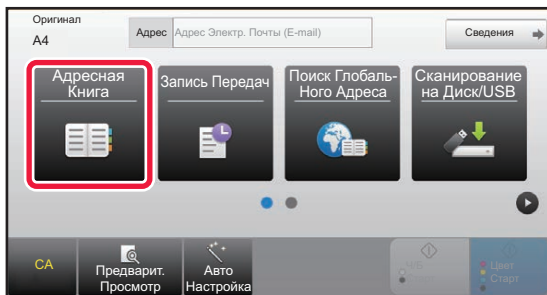 Оригинал
A4
Адрес
Адрес Электр. Почты (E-mail)
Сведения
Адресная
Книга
Запись Передач
Поиск Глобаль-
Ного Адреса
Сканирование
на Диск/USB
CA
Предварит.
Просмотр
Авто
Настройка
Ч/Б
Старт
Цвет
Старт